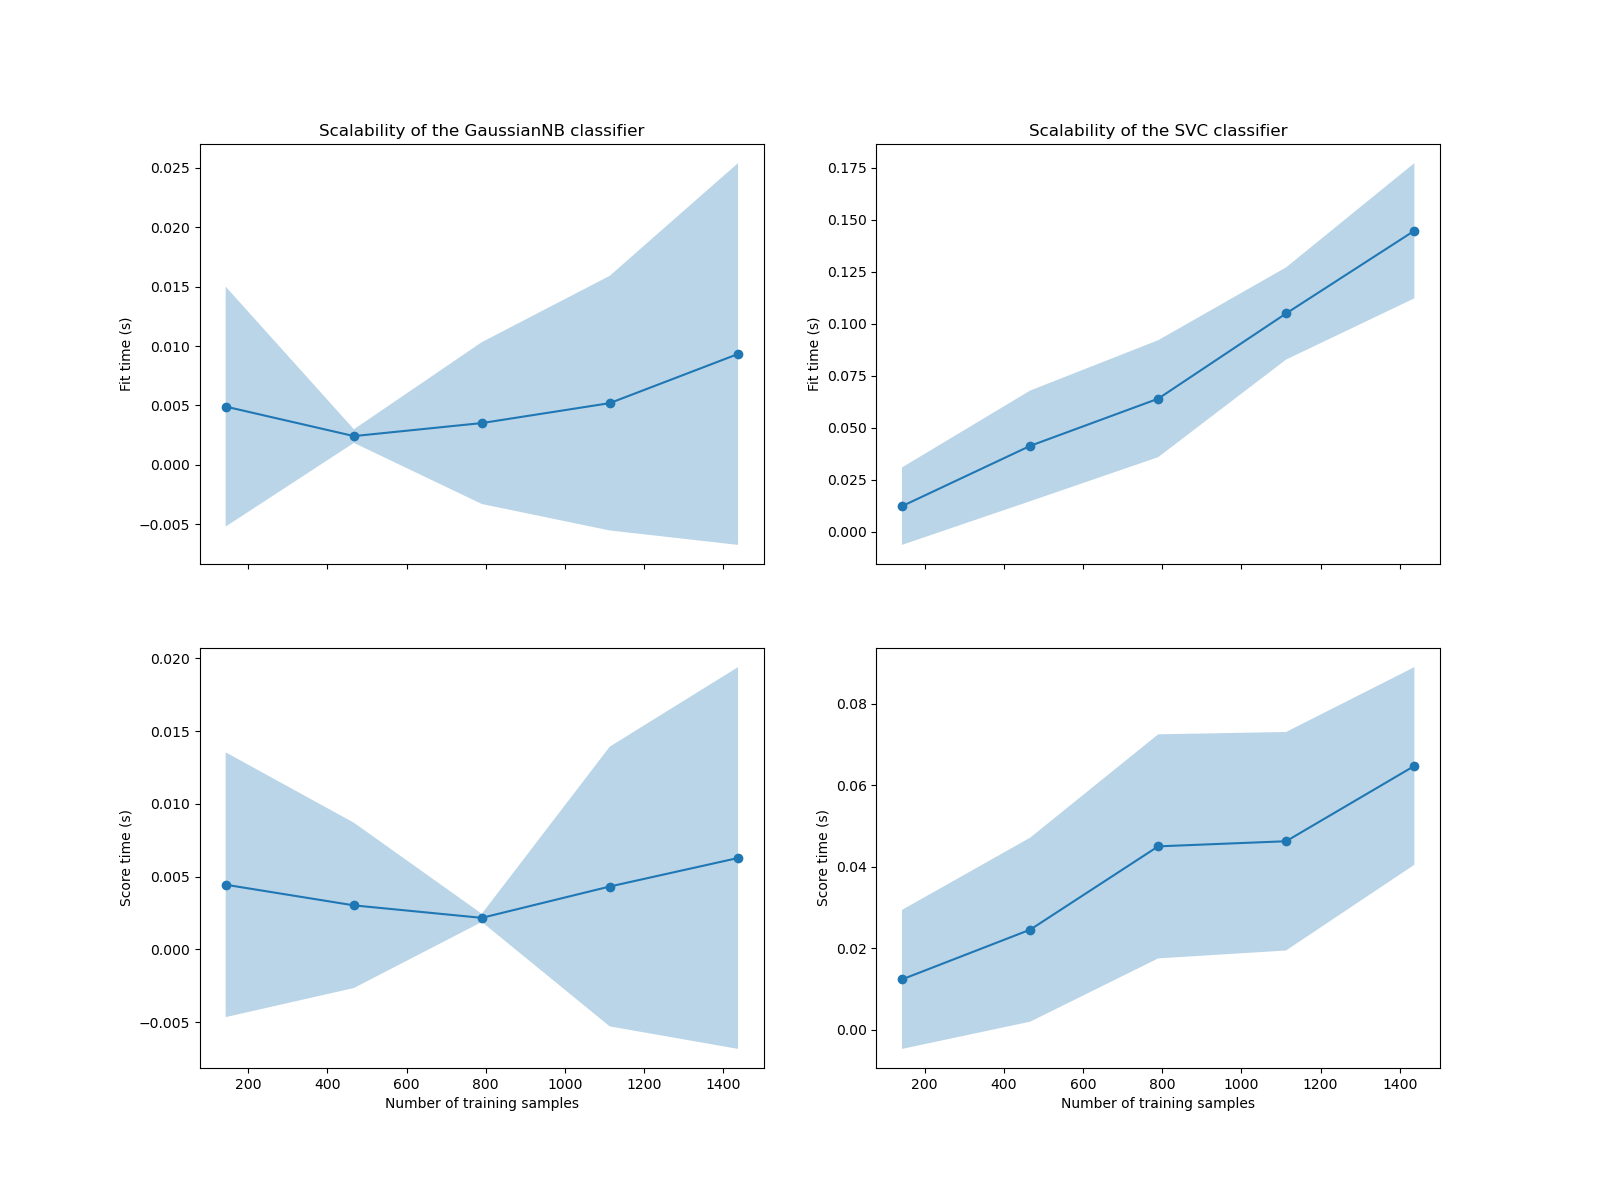 Scalability of the GaussianNB classifier
Fit time (s)
0.025
0.020
0.015
0.010
0.005
0.000
−0.005
Scalability of the SVC classifier
Fit time (s)
0.175
0.150
0.125
0.100
0.075
0.050
0.025
0.000
Score time (s)
0.020
0.015
0.010
0.005
0.000
−0.005
200 400 600 800 1000 1200 1400
Number of training samples
Score time (s)
0.08
0.06
0.04
0.02
0.00
200 400 600 800 1000 1200 1400
Number of training samples